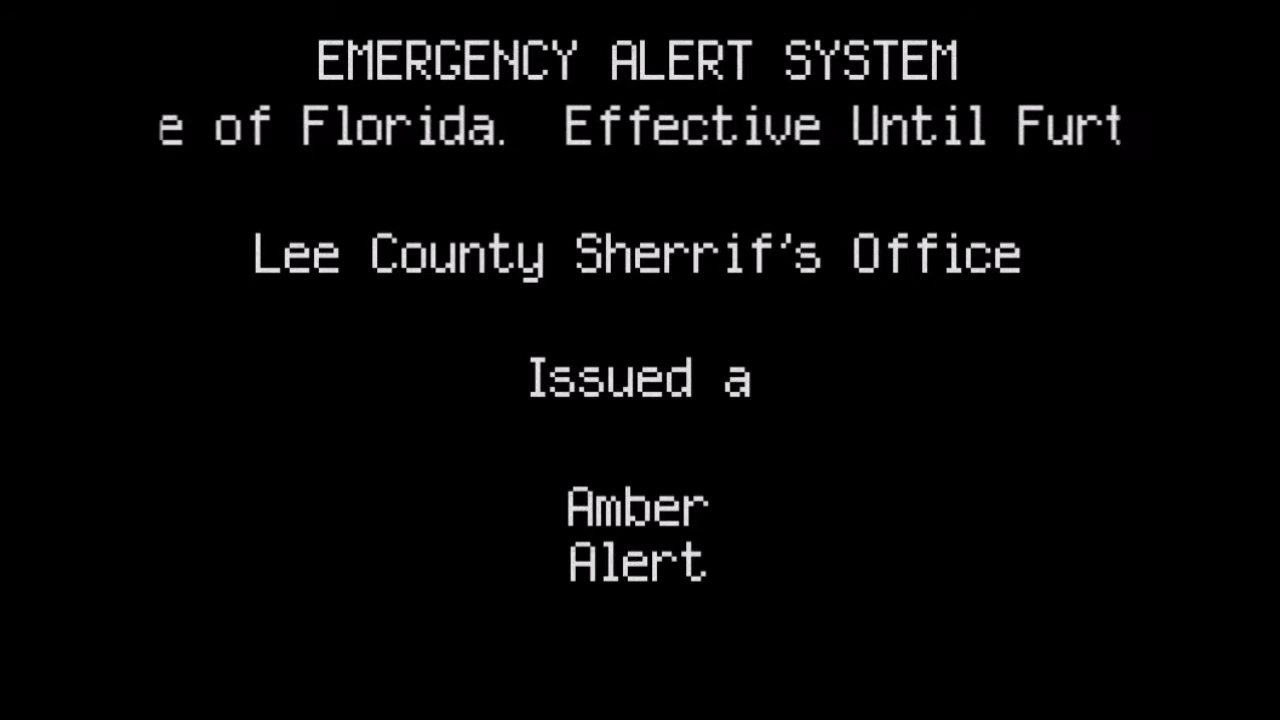 EMERGENCY ALERT SYSTEM
e of Florida.  Effective Until Furt
Lee County Sherrif's Office
Issued a
Amber
Alert